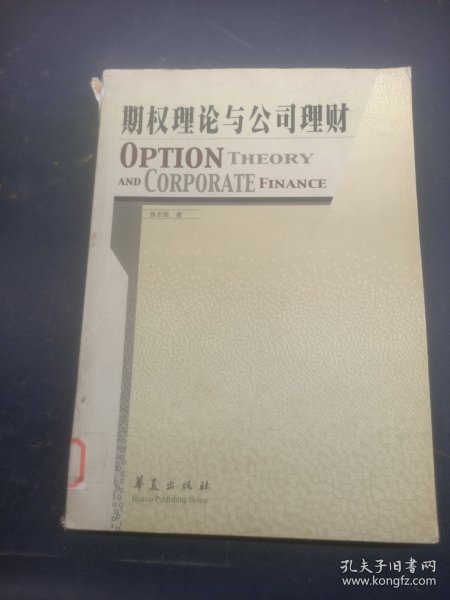 期权理论与公司理财
OPTION THEORY
AND CORPORATE FINANCE
著
華夏出版社
Huaxia Publishing House
孔夫子旧书网
www.kongfz.com